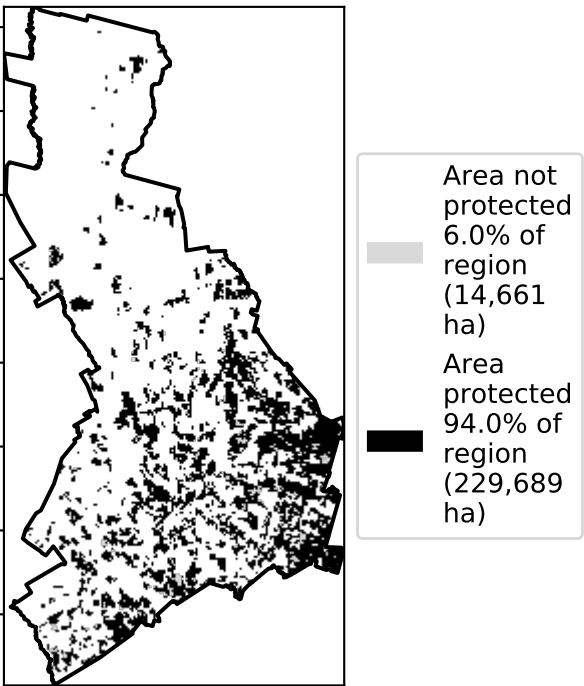 Area not
protected
6.0% of
region
(14,661
ha)
Area
protected
94.0% of
region
(229,689
ha)